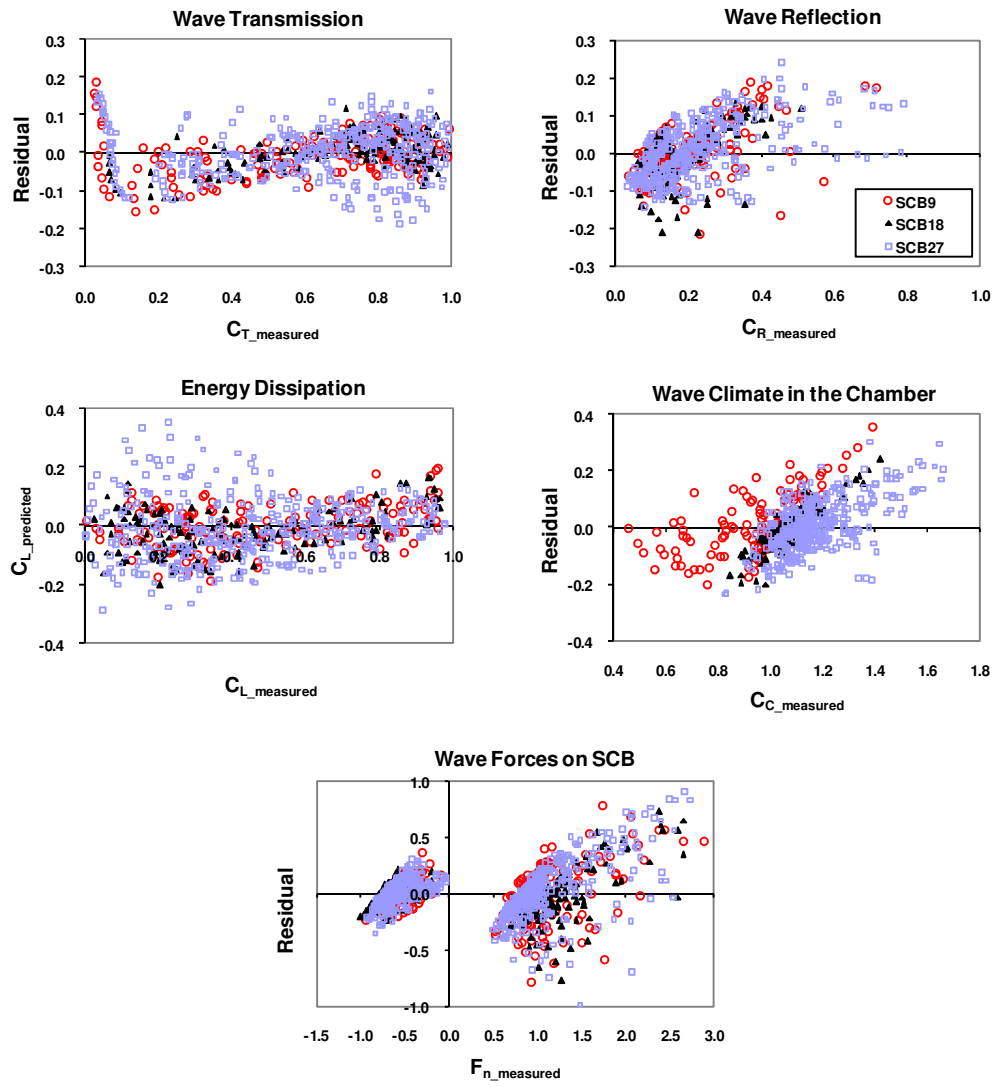 Wave Transmission
Residual
0.3
0.2
0.1
0.0
-0.1
-0.2
-0.3
0.0 0.2 0.4 0.6 0.8 1.0
C_T_measured
Wave Reflection
Residual
0.3
0.2
0.1
0.0
-0.1
-0.2
-0.3
0.0 0.2 0.4 0.6 0.8 1.0
C_R_measured
SCB9
SCB18
SCB27
Energy Dissipation
C_L_predicted
0.4
0.2
0.0
-0.2
-0.4
0.0 0.2 0.4 0.6 0.8 1.0
C_L_measured
Wave Climate in the Chamber
Residual
0.4
0.2
0.0
-0.2
-0.4
0.4 0.6 0.8 1.0 1.2 1.4 1.6 1.8
C_C_measured
Wave Forces on SCB
Residual
1.0
0.5
0.0
-0.5
-1.0
-1.5 -1.0 -0.5 0.0 0.5 1.0 1.5 2.0 2.5 3.0
F_n_measured